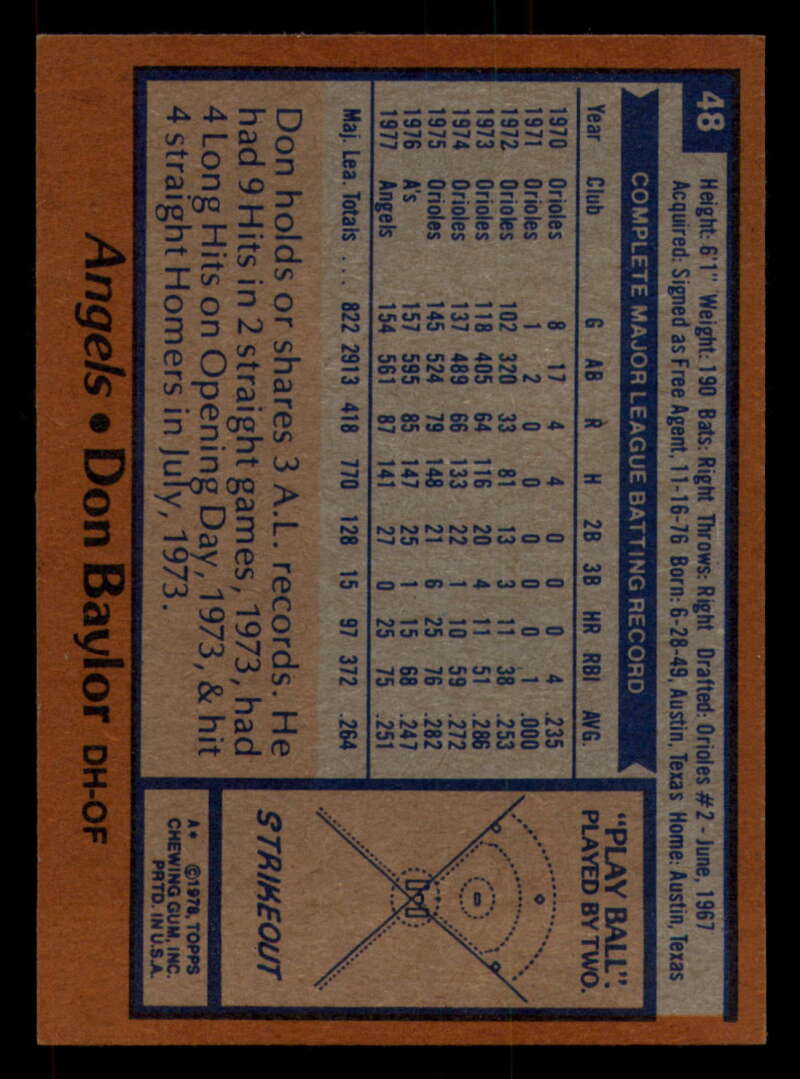 48
Height: 6'1" Weight: 190 Bats: Right Throws: Right Drafted: Orioles #2 - June, 1967
Acquired: Signed as Free Agent, 11-16-76 Born: 6-28-49, Austin, Texas Home: Austin, Texas
COMPLETE MAJOR LEAGUE BATTING RECORD
Year Club G AB R H 2B 3B HR RBI AVG.
1970 Orioles 8 17 4 4 0 0 0 4 .235
1971 Orioles 1 2 0 0 0 0 0 1 .000
1972 Orioles 102 320 33 81 13 3 11 38 .253
1973 Orioles 118 405 64 116 20 4 11 51 .286
1974 Orioles 137 489 66 133 22 1 10 59 .272
1975 Orioles 145 524 79 148 21 6 25 76 .282
1976 A's 157 595 85 147 25 1 15 68 .247
1977 Angels 154 561 87 141 27 0 25 75 .251
Maj. Lea. Totals ... 822 2913 418 770 128 15 97 372 .264
Don holds or shares 3 A.L. records. He
had 9 Hits in 2 straight games, 1973, had
4 Long Hits on Opening Day, 1973, & hit
4 straight Homers in July, 1973.
"PLAY BALL":
PLAYED BY TWO.
STRIKEOUT
A* ©1978, TOPPS
CHEWING GUM, INC.
PRTD. IN U.S.A.
Angels • Don Baylor DH-OF